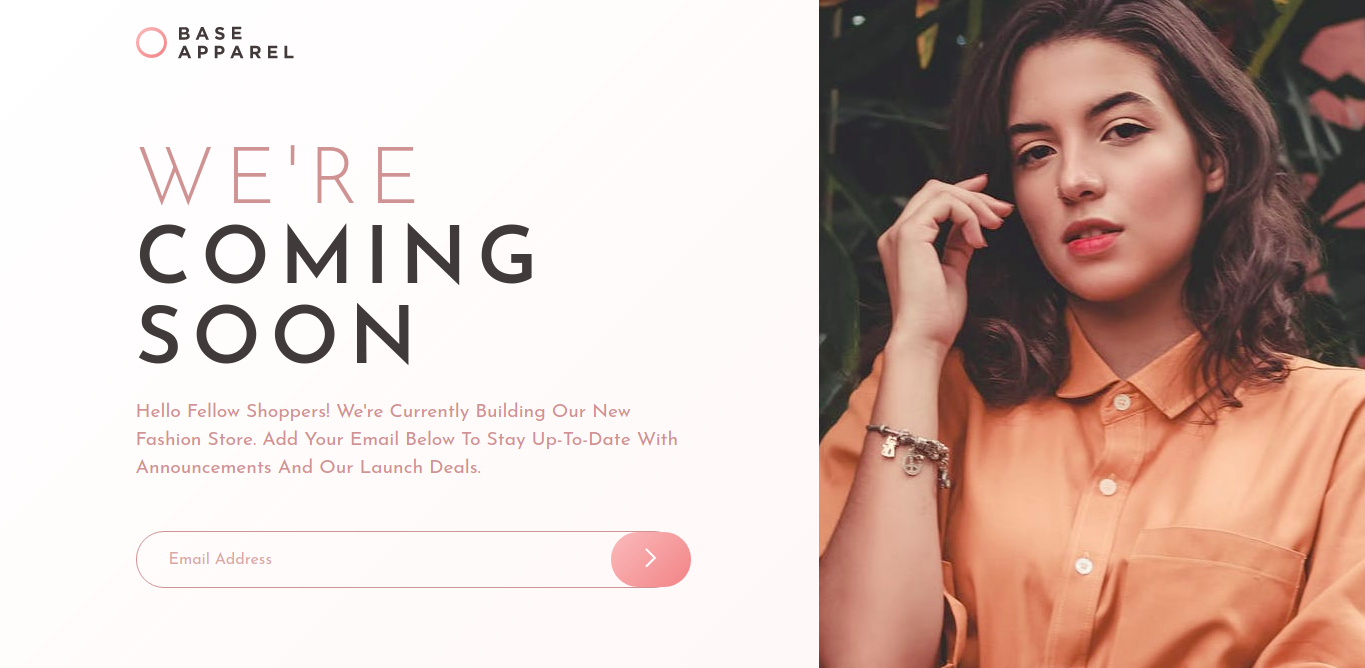 BASE
APPAREL
WE'RE
COMING
SOON
Hello Fellow Shoppers! We're Currently Building Our New
Fashion Store. Add Your Email Below To Stay Up-To-Date With
Announcements And Our Launch Deals.
Email Address